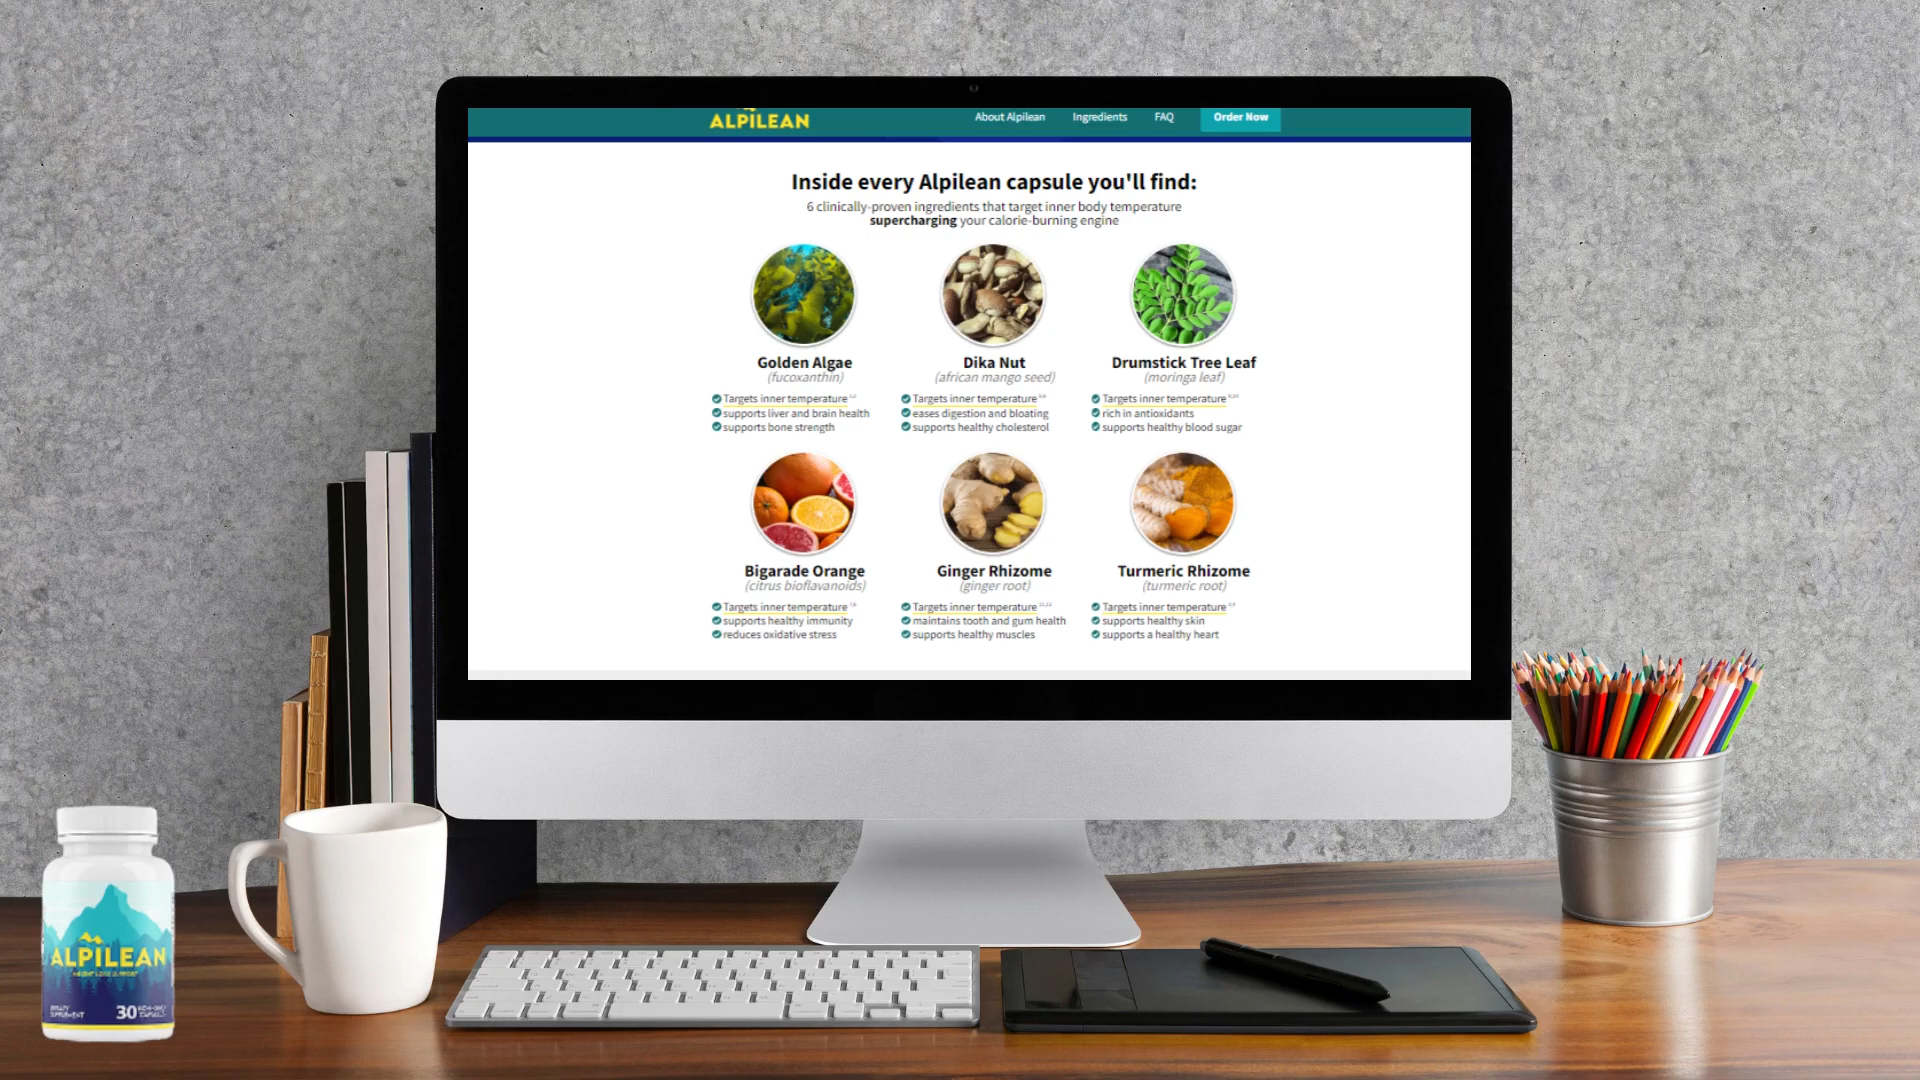 ALPILEAN
About Alpilean Ingredients FAQ Order Now
Inside every Alpilean capsule you'll find:
6 clinically-proven ingredients that target inner body temperature
supercharging your calorie-burning engine
Golden Algae
(fucoxanthin)
Targets inner temperature
supports liver and brain health
supports bone strength
Dika Nut
(african mango seed)
Targets inner temperature
eases digestion and bloating
supports healthy cholesterol
Drumstick Tree Leaf
(moringa leaf)
Targets inner temperature
rich in antioxidants
supports healthy blood sugar
Bigarade Orange
(citrus bioflavanoids)
Targets inner temperature
supports healthy immunity
reduces oxidative stress
Ginger Rhizome
(ginger root)
Targets inner temperature
maintains tooth and gum health
supports healthy muscles
Turmeric Rhizome
(turmeric root)
Targets inner temperature
supports healthy skin
supports a healthy heart
ALPILEAN
30